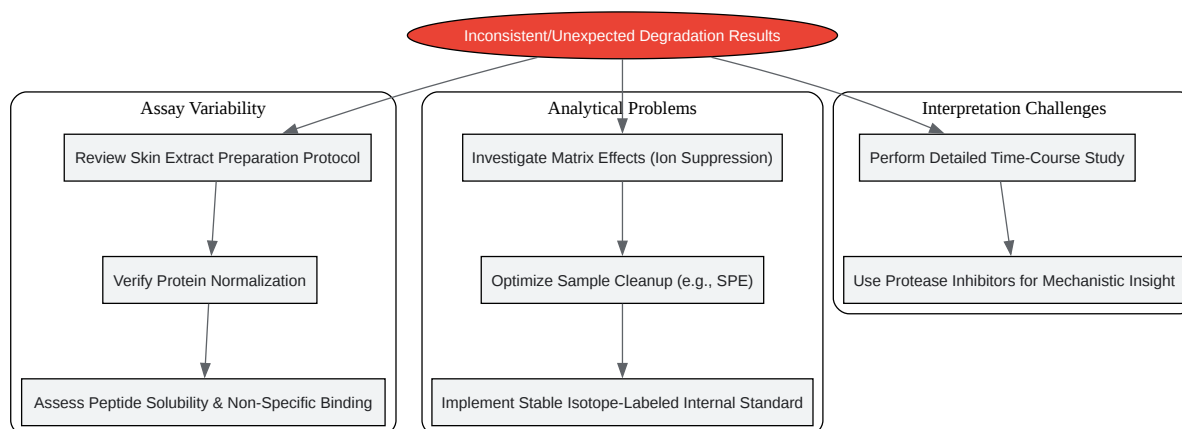 Inconsistent/Unexpected Degradation Results
Assay Variability
Review Skin Extract Preparation Protocol
Verify Protein Normalization
Assess Peptide Solubility & Non-Specific Binding
Analytical Problems
Investigate Matrix Effects (Ion Suppression)
Optimize Sample Cleanup (e.g., SPE)
Implement Stable Isotope-Labeled Internal Standard
Interpretation Challenges
Perform Detailed Time-Course Study
Use Protease Inhibitors for Mechanistic Insight